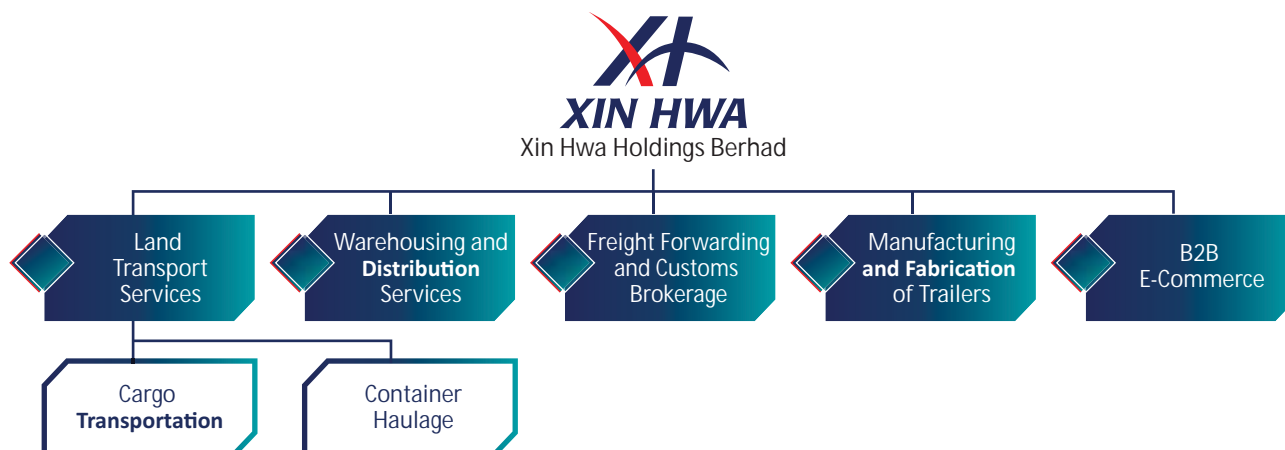 XH
XIN HWA
Xin Hwa Holdings Berhad
Land
Transport
Services
Warehousing and
Distribution
Services
Freight Forwarding
and Customs
Brokerage
Manufacturing
and Fabrication
of Trailers
B2B
E-Commerce
Cargo
Transportation
Container
Haulage